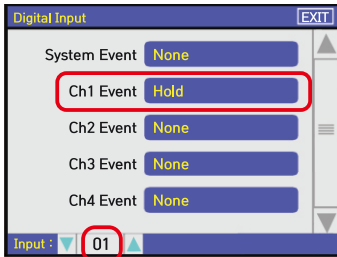 Digital Input EXIT
System Event None
Ch1 Event Hold
Ch2 Event None
Ch3 Event None
Ch4 Event None
Input : 01